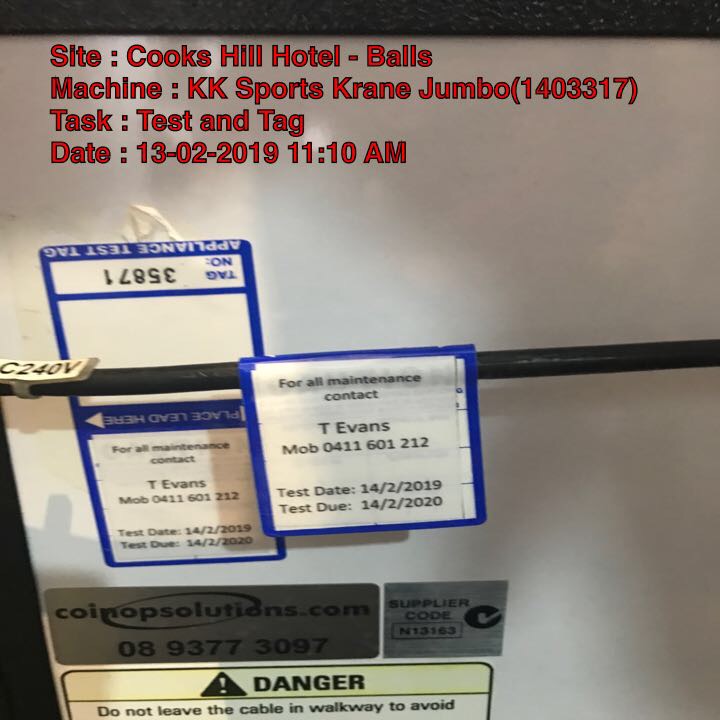 Site : Cooks Hill Hotel - Balls
Machine : KK Sports Krane Jumbo(1403317)
Task : Test and Tag
Date : 13-02-2019 11:10 AM
APPLIANCE TEST TAG
TAG NO:
35871
C240V
PLACE LEAD HERE
For all maintenance
contact
T Evans
Mob 0411 601 212
Test Date: 14/2/2019
Test Due: 14/2/2020
For all maintenance
contact
T Evans
Mob 0411 601 212
Test Date: 14/2/2019
Test Due: 14/2/2020
coinopsolutions.com
08 9377 3097
SUPPLIER
CODE
N13163
DANGER
Do not leave the cable in walkway to avoid